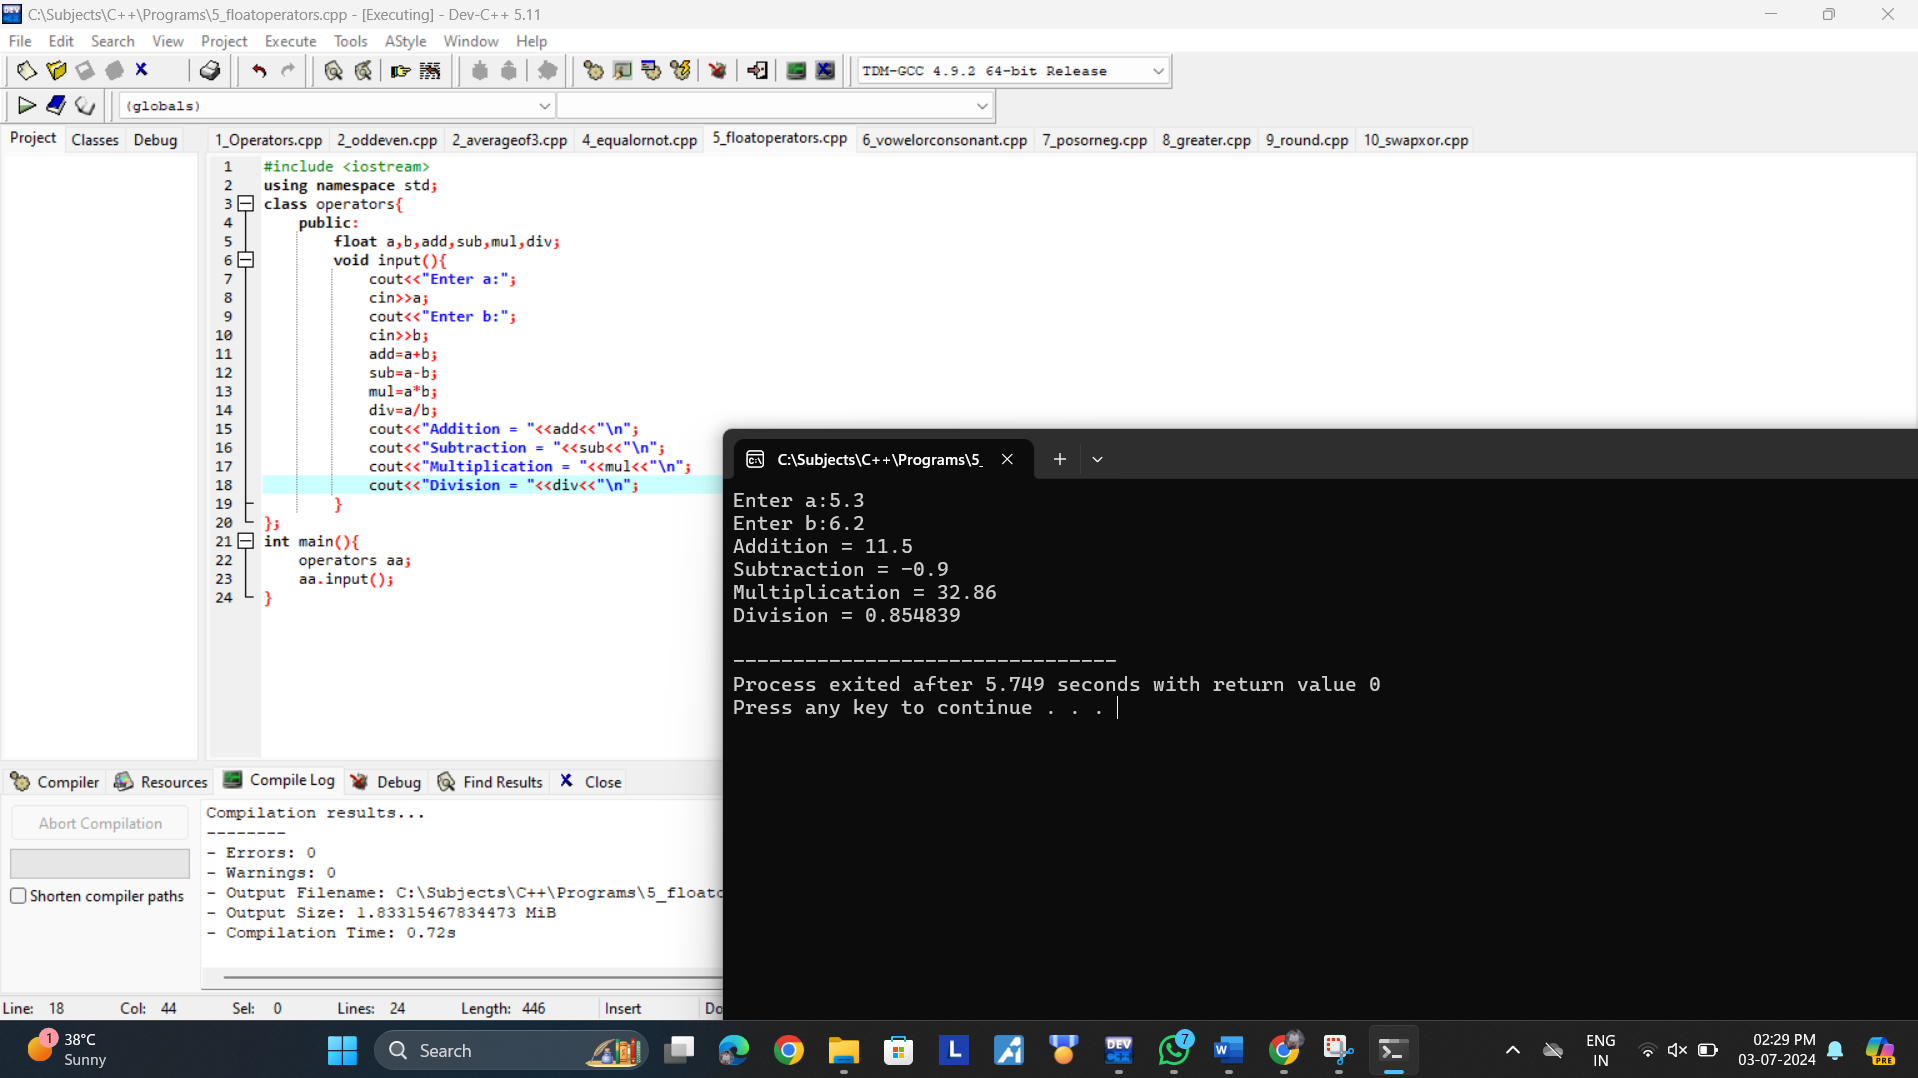 C:\Subjects\C++\Programs\5_floatoperators.cpp - [Executing] - Dev-C++ 5.11
File Edit Search View Project Execute Tools AStyle Window Help
TDM-GCC 4.9.2 64-bit Release
(globals)
Project Classes Debug
1_Operators.cpp 2_oddeven.cpp 2_averageof3.cpp 4_equalornot.cpp 5_floatoperators.cpp 6_vowelorconsonant.cpp 7_posorneg.cpp 8_greater.cpp 9_round.cpp 10_swapxor.cpp
1 #include <iostream>
2 using namespace std;
3 class operators{
4 public:
5 float a,b,add,sub,mul,div;
6 void input(){
7 cout<<"Enter a:";
8 cin>>a;
9 cout<<"Enter b:";
10 cin>>b;
11 add=a+b;
12 sub=a-b;
13 mul=a*b;
14 div=a/b;
15 cout<<"Addition = "<<add<<"\n";
16 cout<<"Subtraction = "<<sub<<"\n";
17 cout<<"Multiplication = "<<mul<<"\n";
18 cout<<"Division = "<<div<<"\n";
19 }
20 };
21 int main(){
22 operators aa;
23 aa.input();
24 }
C:\Subjects\C++\Programs\5_
Enter a:5.3
Enter b:6.2
Addition = 11.5
Subtraction = -0.9
Multiplication = 32.86
Division = 0.854839
--------------------------------
Process exited after 5.749 seconds with return value 0
Press any key to continue . . .
Compiler Resources Compile Log Debug Find Results Close
Abort Compilation
Shorten compiler paths
Compilation results...
--------
- Errors: 0
- Warnings: 0
- Output Filename: C:\Subjects\C++\Programs\5_floato
- Output Size: 1.83315467834473 MiB
- Compilation Time: 0.72s
Line: 18 Col: 44 Sel: 0 Lines: 24 Length: 446 Insert Do
1
38°C
Sunny
Search
L
DEV
C++
7
W
ENG
IN
02:29 PM
03-07-2024
PRE